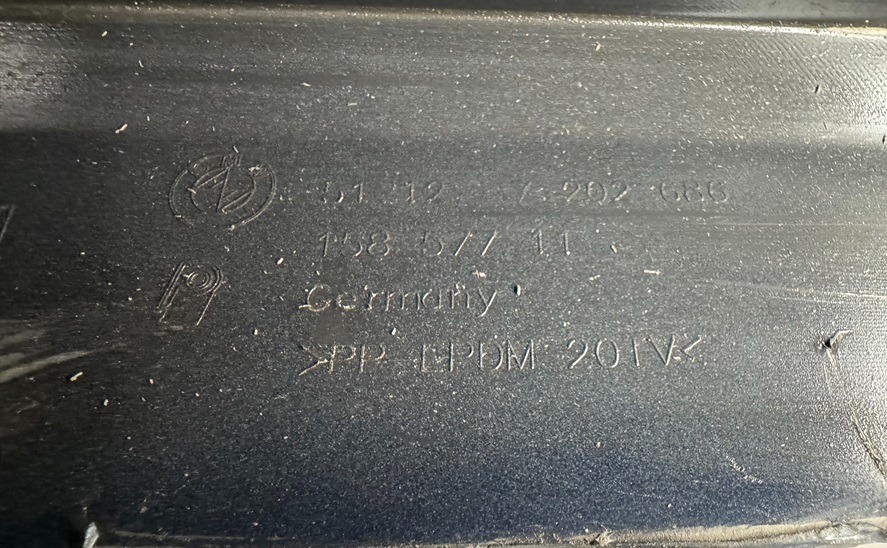 51 12 7 202 686
158 577 11
Germany
>PP EPDM 20TV<